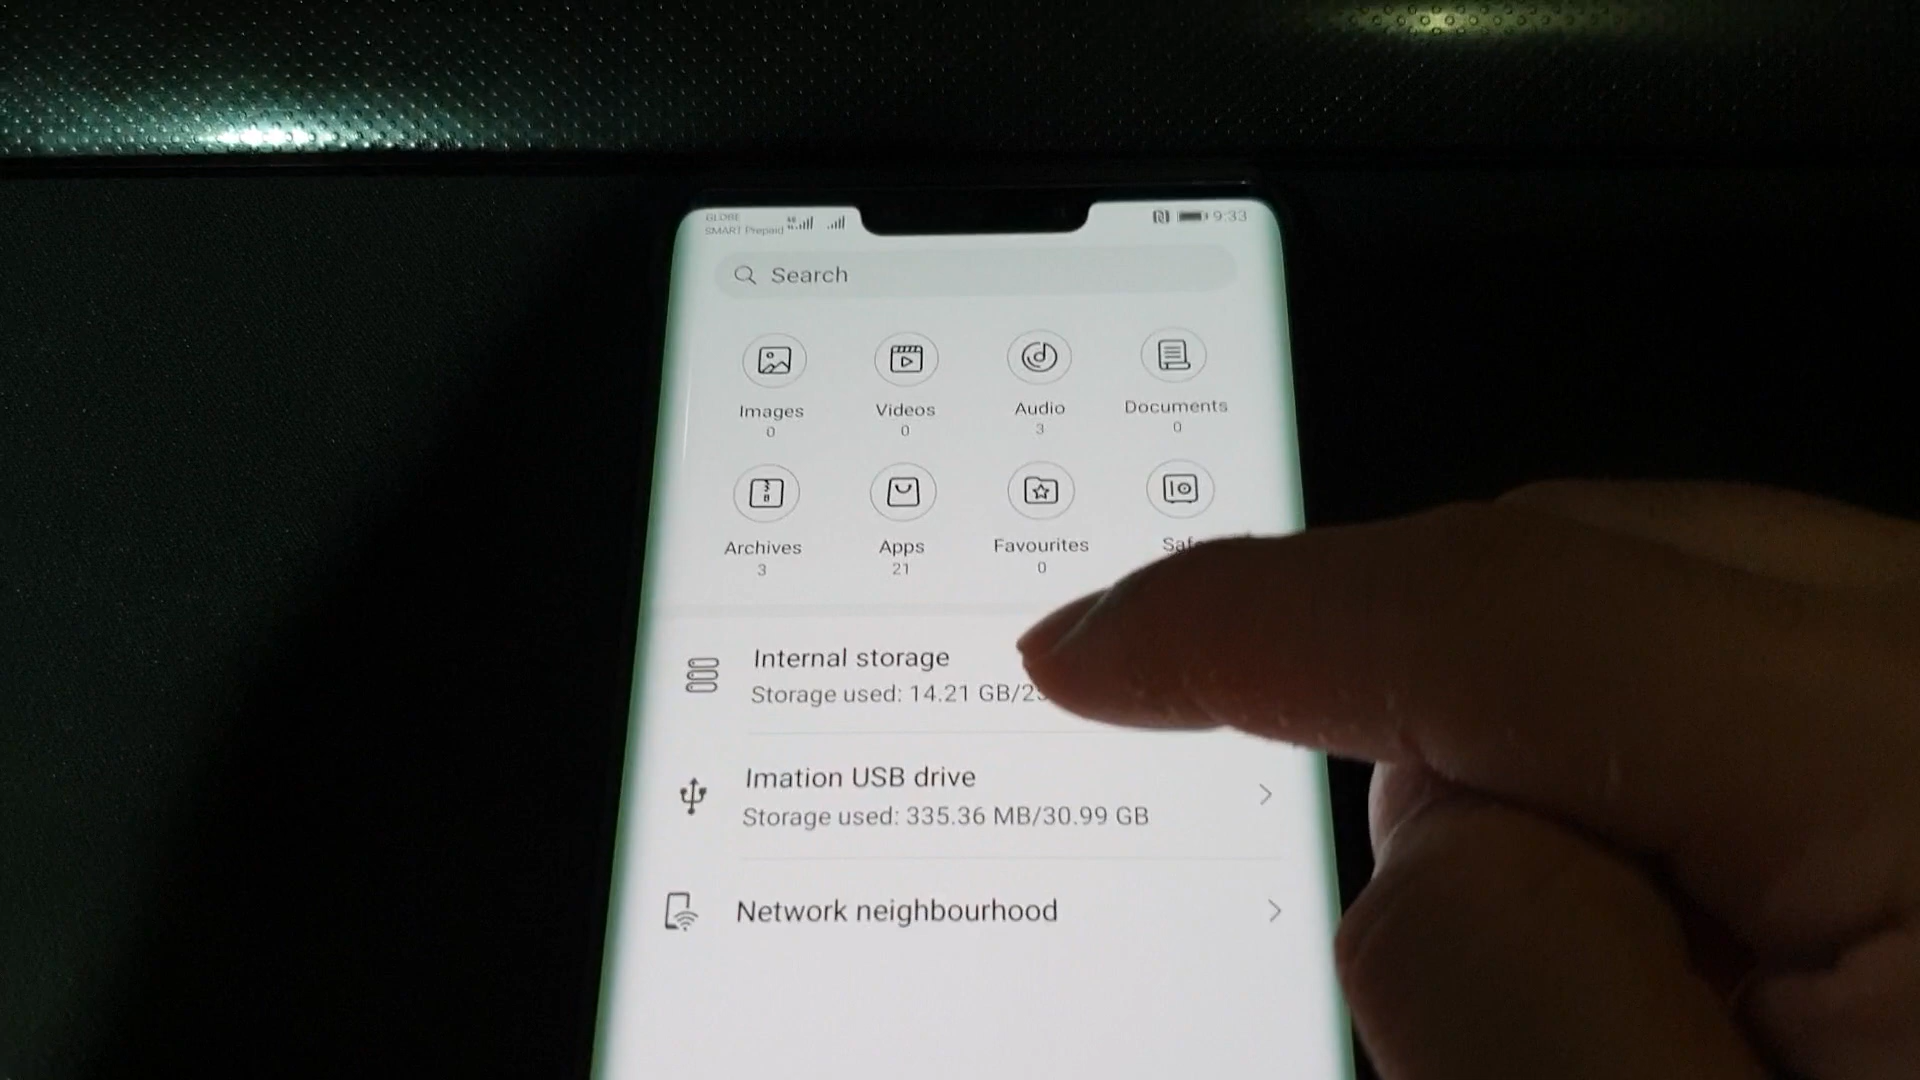 GLOBE
SMART Prepaid
9:33
Search
Images
0
Videos
0
Audio
3
Documents
0
Archives
3
Apps
21
Favourites
0
Internal storage
Storage used: 14.21 GB/
Imation USB drive
Storage used: 335.36 MB/30.99 GB
Network neighbourhood